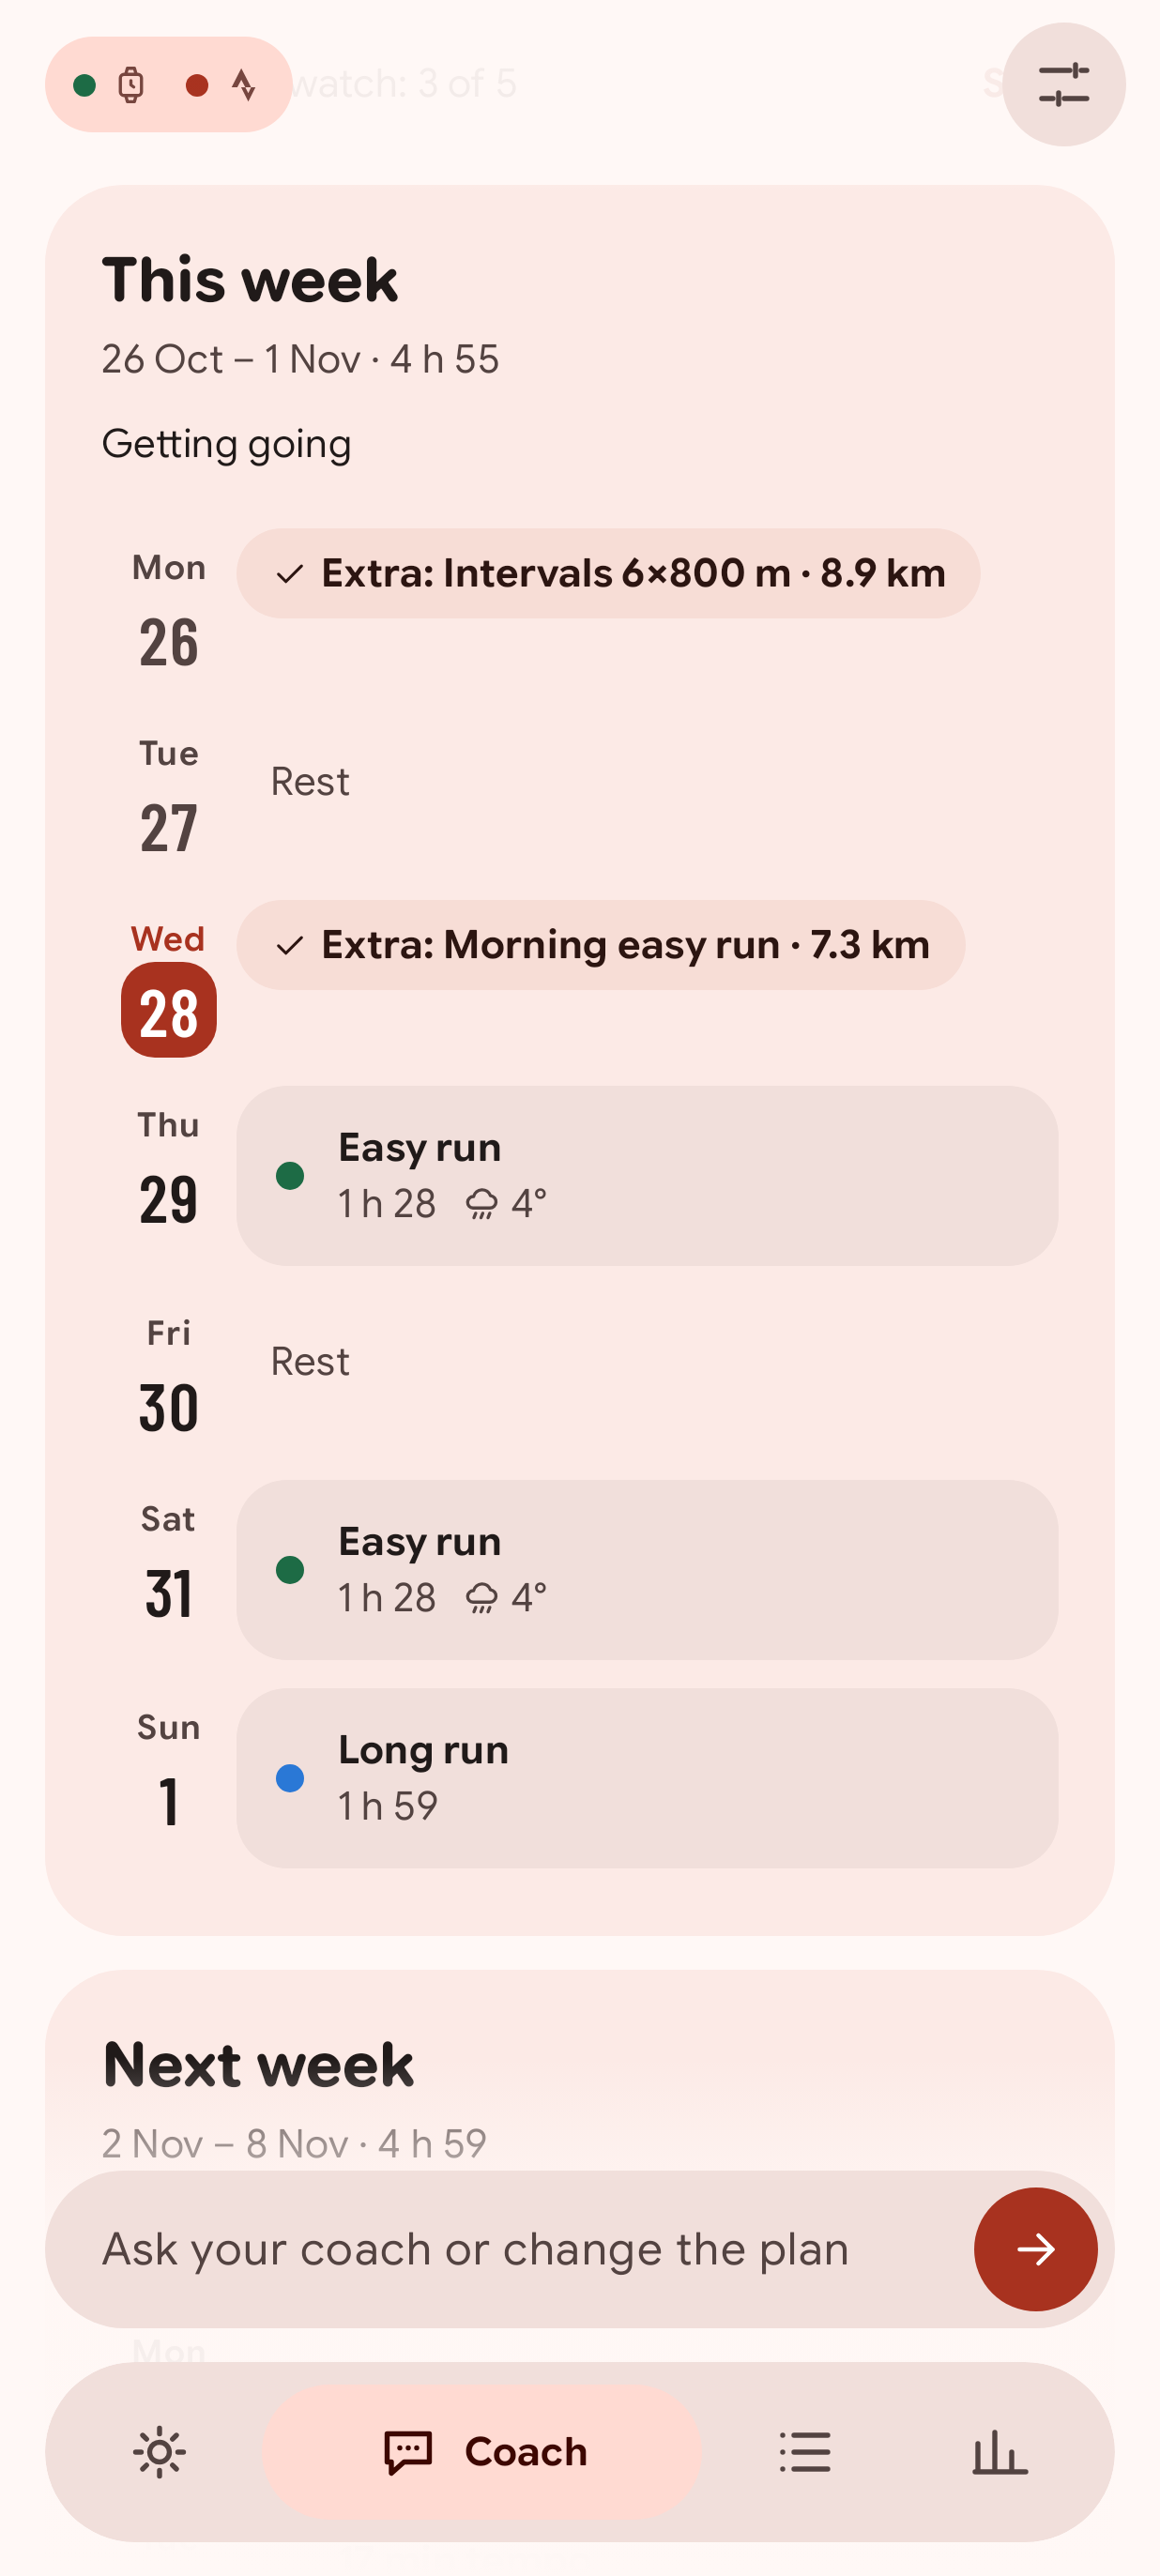 watch: 3 of 5
S
This week
26 Oct – 1 Nov · 4 h 55
Getting going
Mon
26
Extra: Intervals 6×800 m · 8.9 km
Tue
27
Rest
Wed
28
Extra: Morning easy run · 7.3 km
Thu
29
Easy run
1 h 28 4°
Fri
30
Rest
Sat
31
Easy run
1 h 28 4°
Sun
1
Long run
1 h 59
Next week
2 Nov – 8 Nov · 4 h 59
Ask your coach or change the plan
Mon
Coach